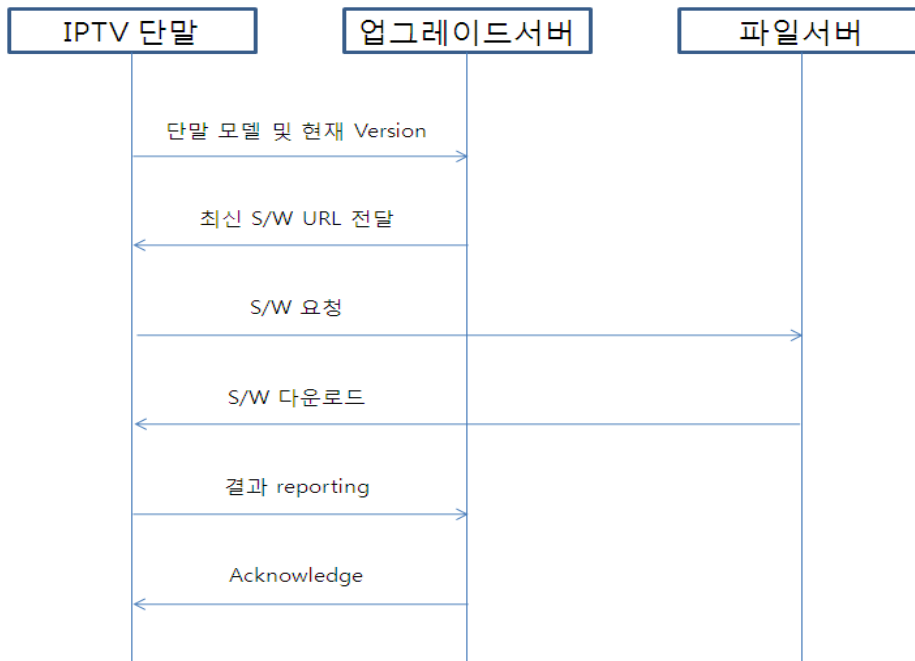 IPTV 단말
업그레이드서버
파일서버
단말 모델 및 현재 Version
최신 S/W URL 전달
S/W 요청
S/W 다운로드
결과 reporting
Acknowledge